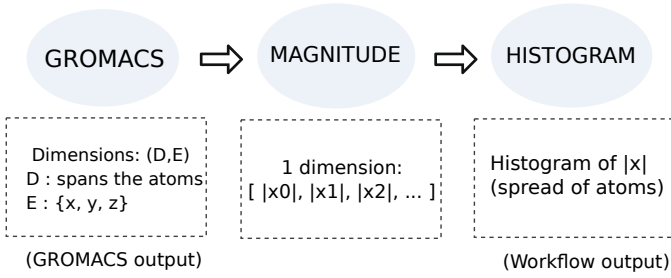 GROMACS
MAGNITUDE
HISTOGRAM
Dimensions: (D,E)
D : spans the atoms
E : {x, y, z}
1 dimension:
[ |x0|, |x1|, |x2|, ... ]
Histogram of |x|
(spread of atoms)
(GROMACS output)
(Workflow output)